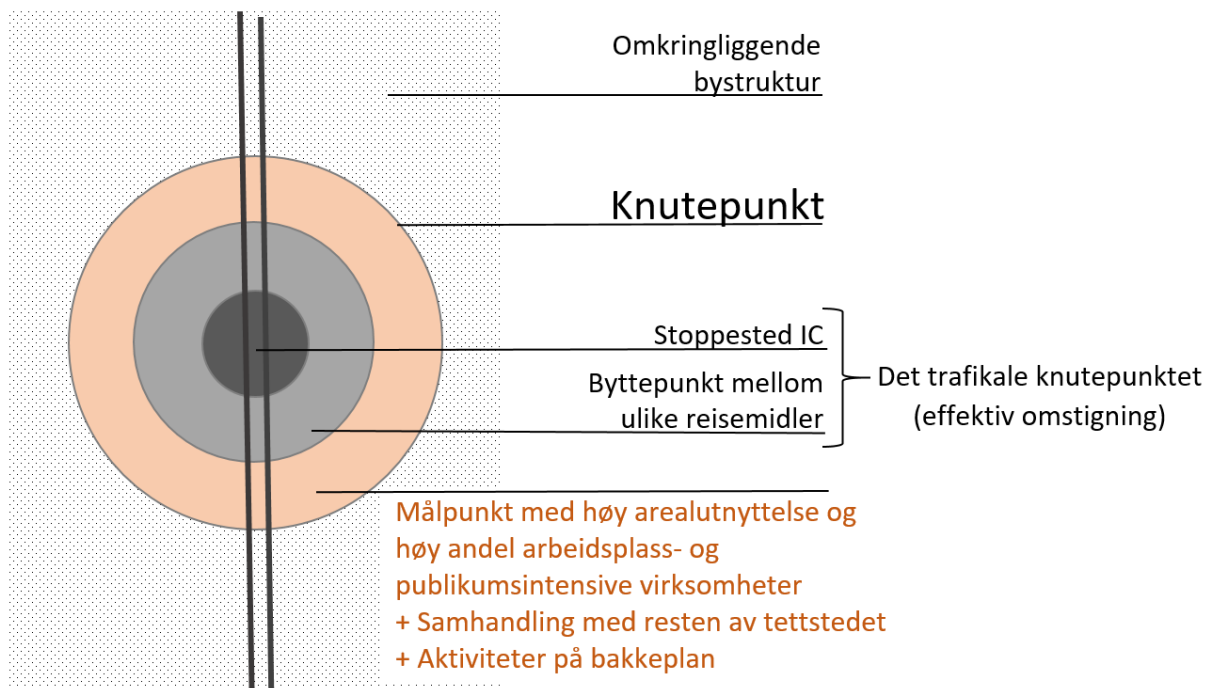 Omkringliggende
bystruktur
Knutepunkt
Stoppested IC
Byttepunkt mellom
ulike reisemidler
Det trafikale knutepunktet
(effektiv omstigning)
Målpunkt med høy arealutnyttelse og
høy andel arbeidsplass- og
publikumsintensive virksomheter
+ Samhandling med resten av tettstedet
+ Aktiviteter på bakkeplan